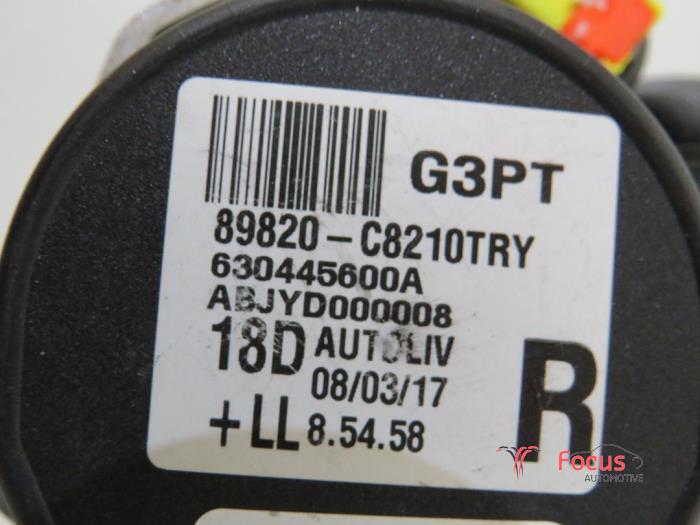 G3PT
89820-C8210TRY
630445600A
ABJYD000008
18D AUTOLIV
08/03/17
+LL 8.54.58
R
Focus
AUTOMOTIVE